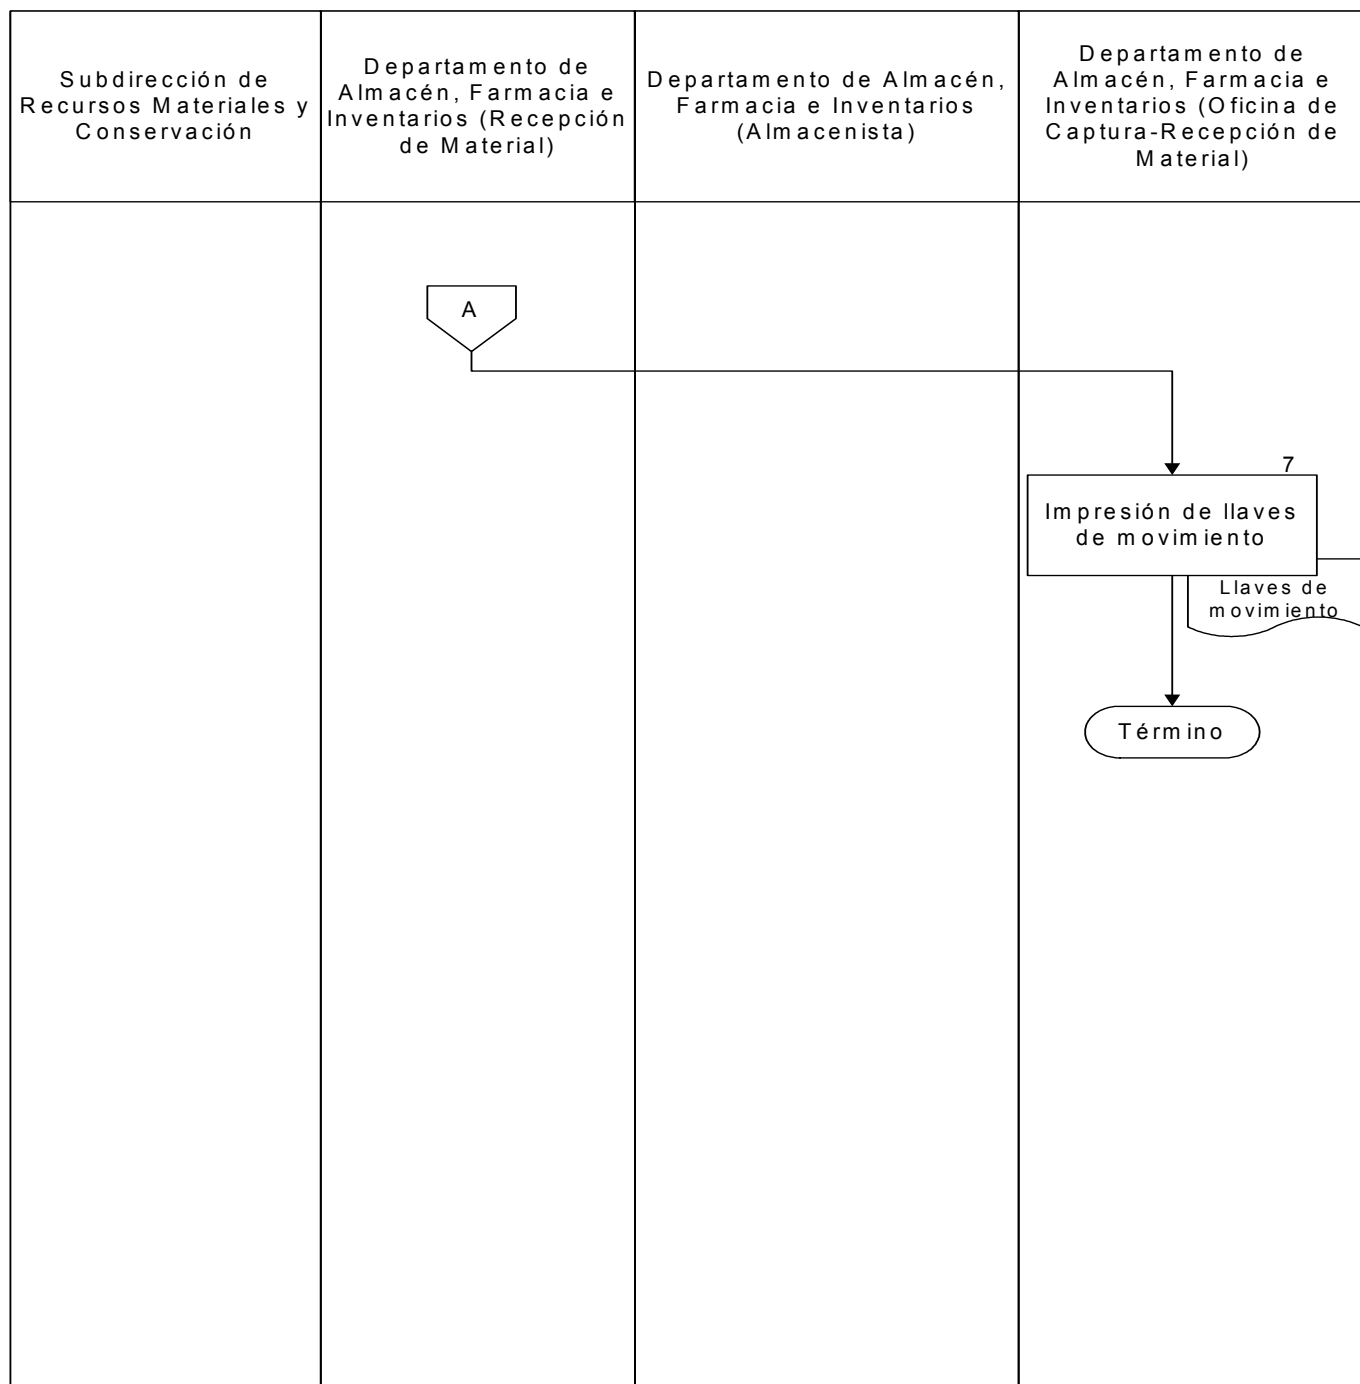 Subdirección de
Recursos Materiales y
Conservación
Departamento de
Almacén, Farmacia e
Inventarios (Recepción
de Material)
Departamento de Almacén,
Farmacia e Inventarios
(Almacenista)
Departamento de
Almacén, Farmacia e
Inventarios (Oficina de
Captura-Recepción de
Material)
A
7
Impresión de llaves
de movimiento
Llaves de
movimiento
Término